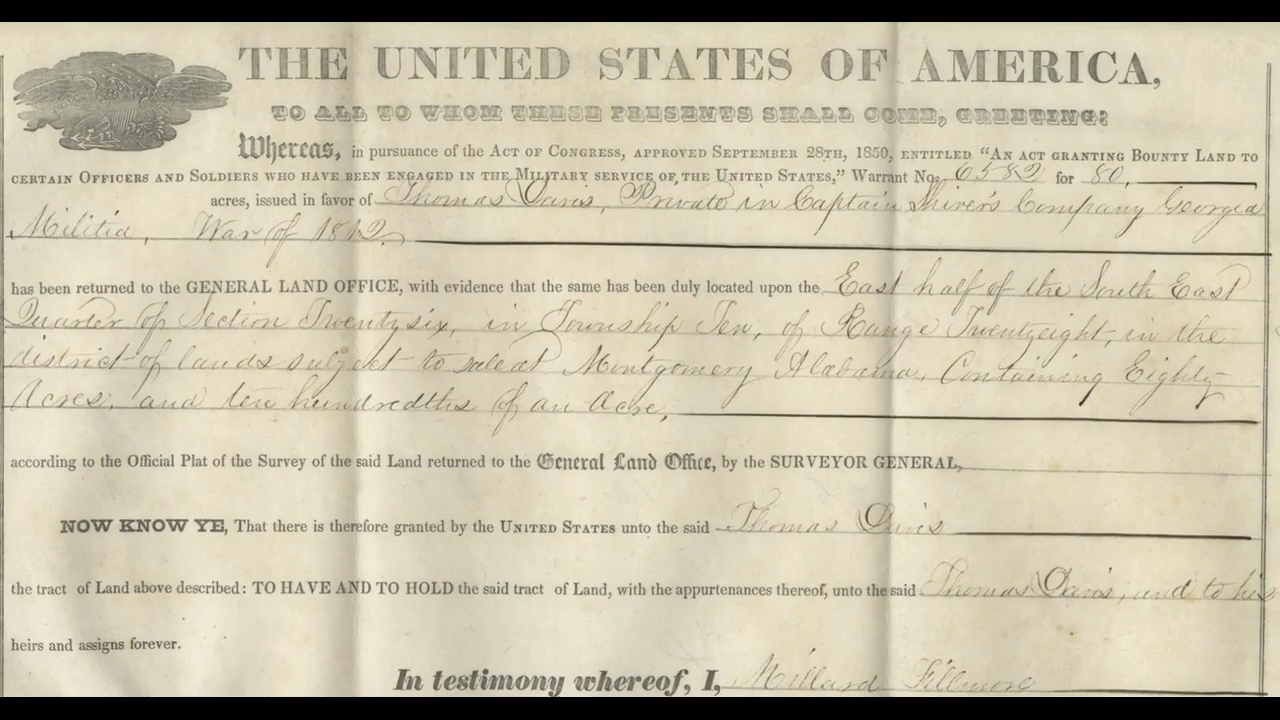 THE UNITED STATES OF AMERICA,
TO ALL TO WHOM THESE PRESENTS SHALL COME, GREETING:
Whereas, in pursuance of the ACT OF CONGRESS, APPROVED SEPTEMBER 28TH, 1850, ENTITLED "AN ACT GRANTING BOUNTY LAND TO
CERTAIN OFFICERS AND SOLDIERS WHO HAVE BEEN ENGAGED IN THE MILITARY SERVICE OF THE UNITED STATES," Warrant No. 6582 for 80,
acres, issued in favor of Thomas Davis, Private in Captain Shiver's Company Georgia
Militia, War of 1812,
has been returned to the GENERAL LAND OFFICE, with evidence that the same has been duly located upon the East half of the South East
Quarter of Section Twentysix, in Township Ten, of Range Twentyeight, in the
district of lands subject to sale at Montgomery Alabama, Containing Eighty
Acres, and ten hundredths of an Acre,
according to the Official Plat of the Survey of the said Land returned to the General Land Office, by the SURVEYOR GENERAL,
NOW KNOW YE, That there is therefore granted by the UNITED STATES unto the said Thomas Davis
the tract of Land above described: TO HAVE AND TO HOLD the said tract of Land, with the appurtenances thereof, unto the said Thomas Davis, and to his
heirs and assigns forever.
In testimony whereof, I, Millard Fillmore